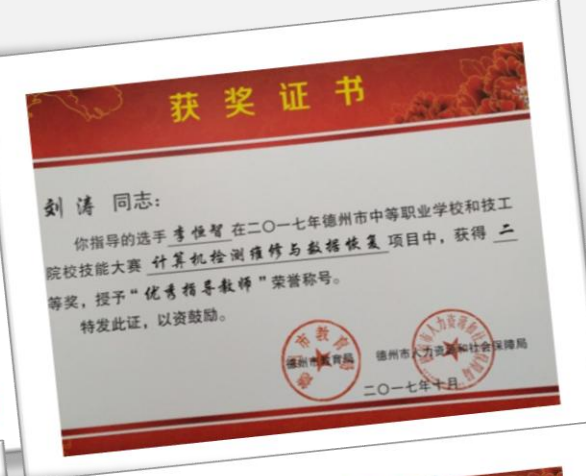 获奖证书
刘涛 同志：
你指导的选手 李恒智 在二〇一七年德州市中等职业学校和技工
院校技能大赛 计算机检测维修与数据恢复 项目中，获得 二
等奖，授予“优秀指导教师”荣誉称号。
特发此证，以资鼓励。
德州市教育局 德州市人力资源和社会保障局
二〇一七年十月